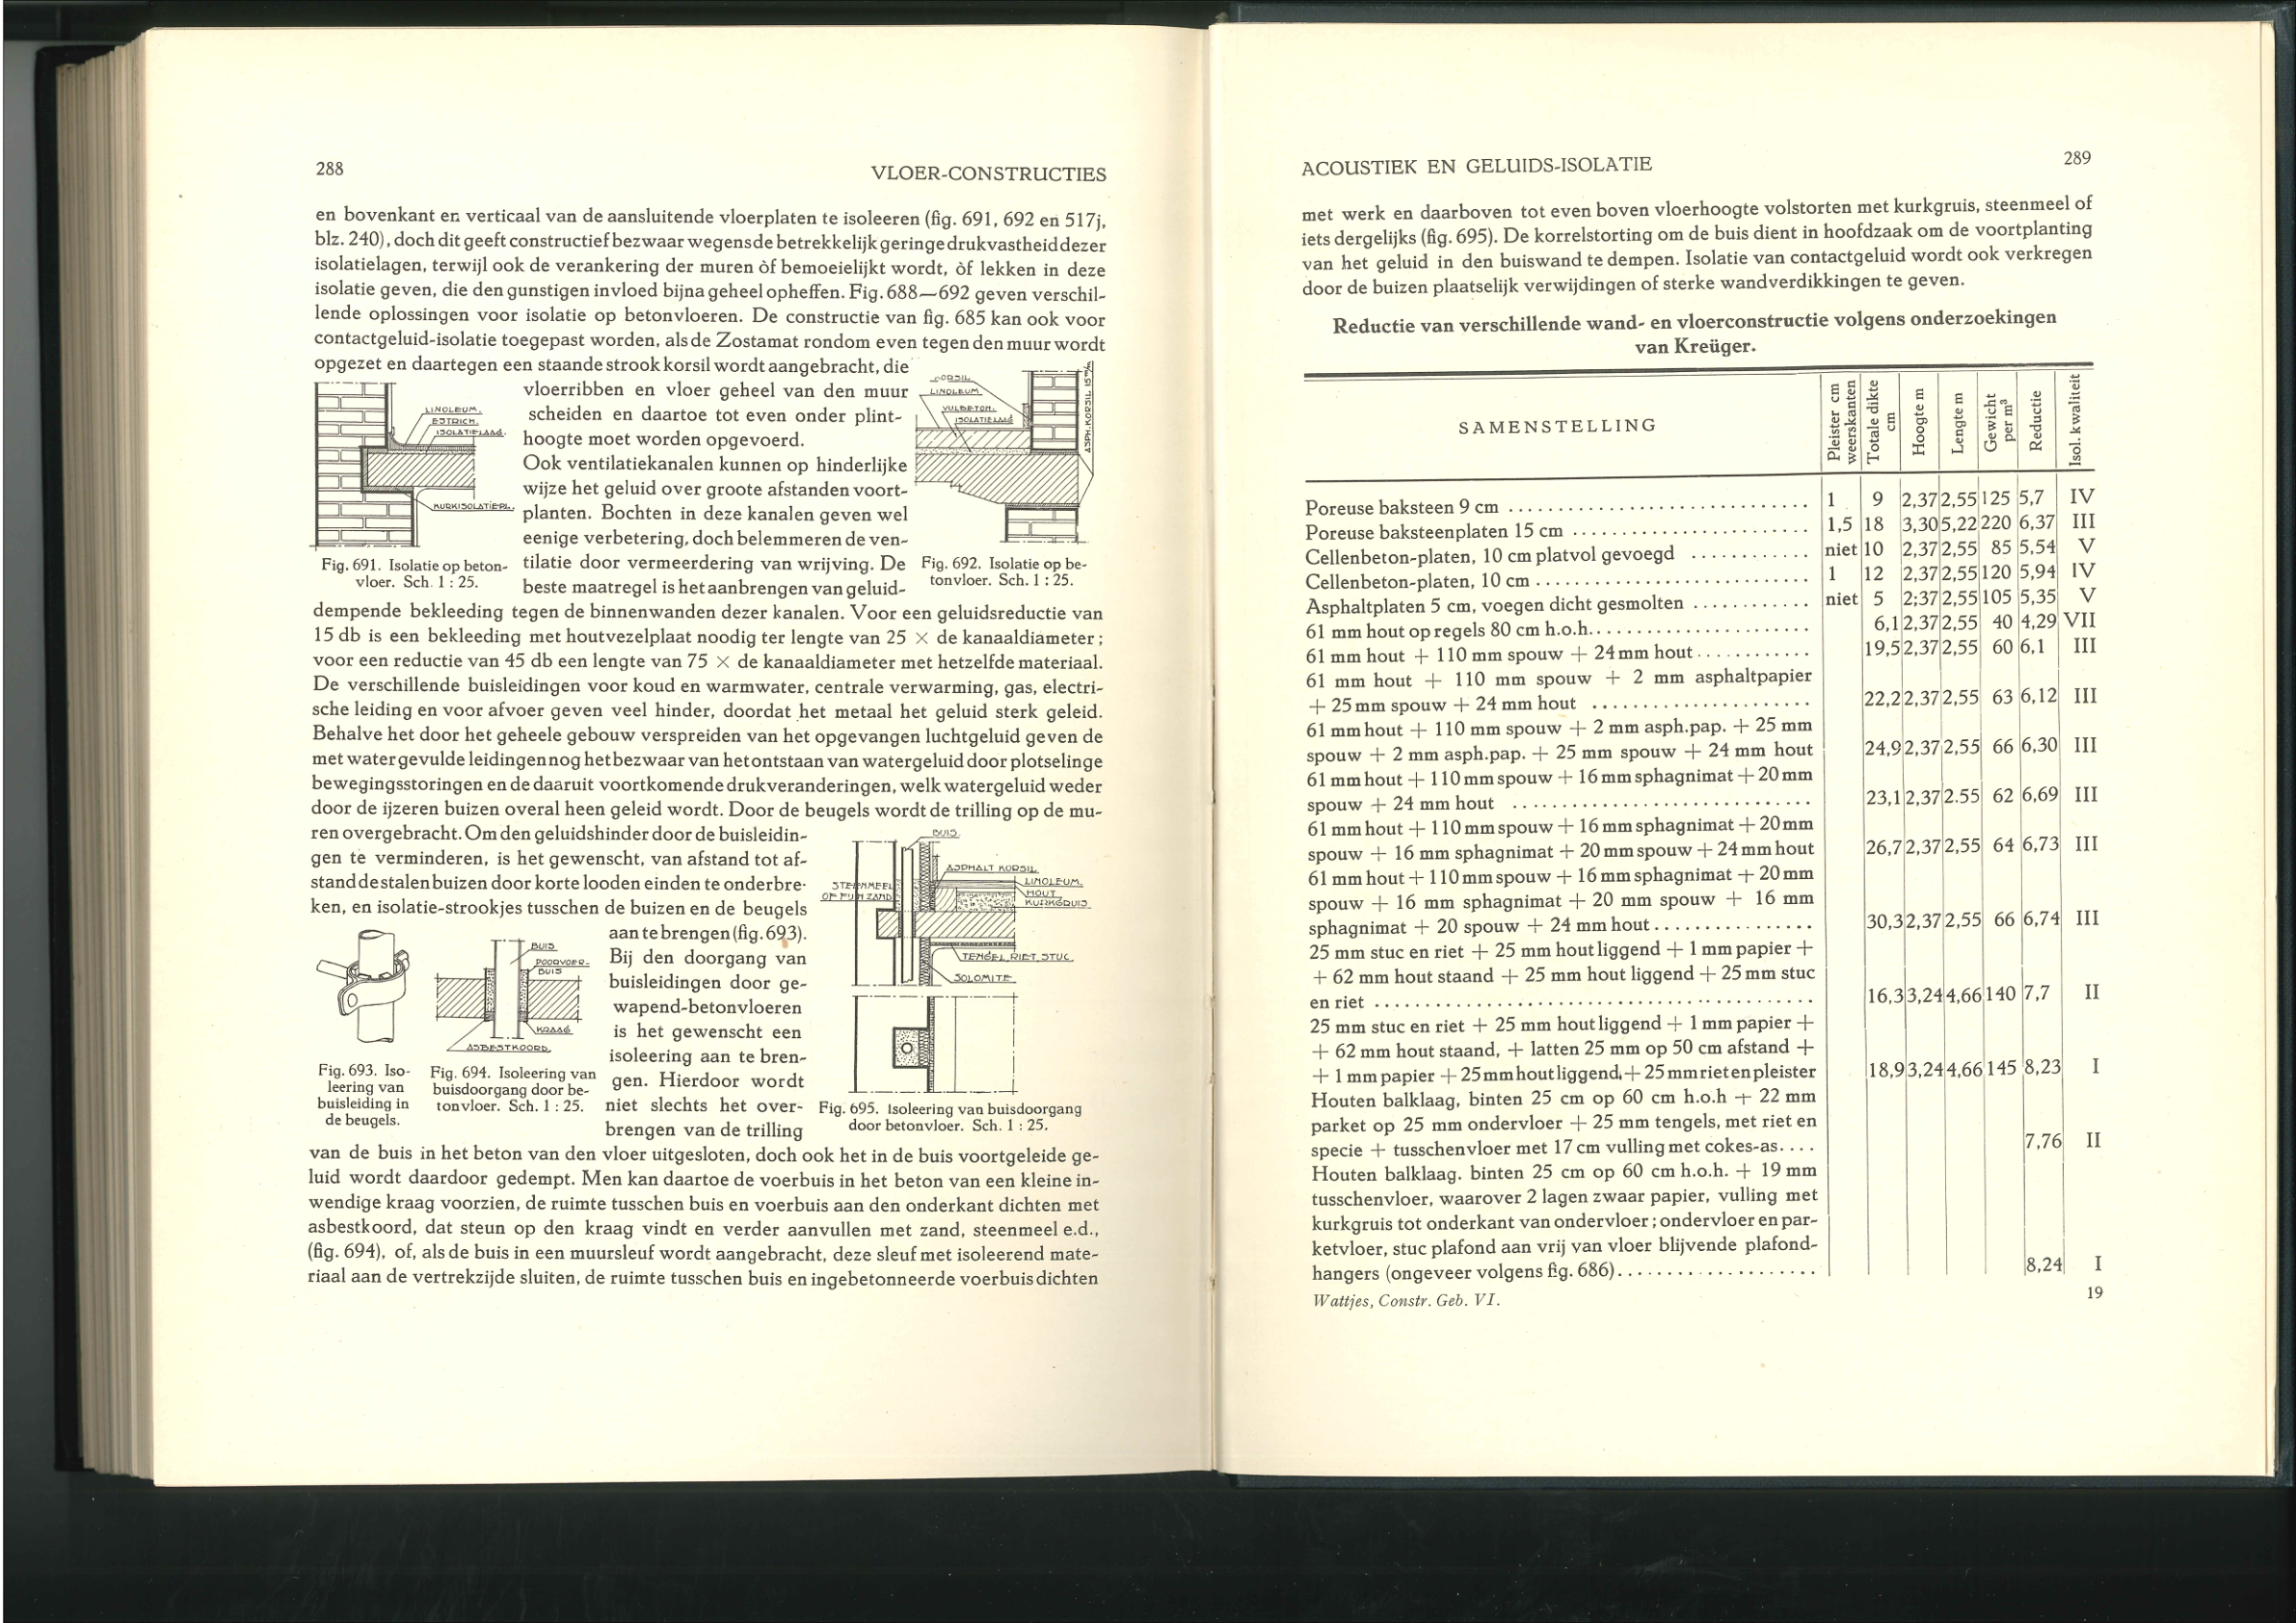 288
VLOER-CONSTRUCTIES
en bovenkant en verticaal van de aansluitende vloerplaten te isoleeren (fig. 691, 692 en 517j,
blz. 240), doch dit geeft constructief bezwaar wegens de betrekkelijk geringe drukvastheid dezer
isolatielagen, terwijl ook de verankering der muren òf bemoeielijkt wordt, òf lekken in deze
isolatie geven, die den gunstigen invloed bijna geheel opheffen. Fig. 688—692 geven verschil-
lende oplossingen voor isolatie op betonvloeren. De constructie van fig. 685 kan ook voor
contactgeluid-isolatie toegepast worden, als de Zostamat rondom even tegen den muur wordt
opgezet en daartegen een staande strook korsil wordt aangebracht, die
vloerribben en vloer geheel van den muur
scheiden en daartoe tot even onder plint-
hoogte moet worden opgevoerd.
Ook ventilatiekanalen kunnen op hinderlijke
wijze het geluid over groote afstanden voort-
planten. Bochten in deze kanalen geven wel
eenige verbetering, doch belemmeren de ven-
tilatie door vermeerdering van wrijving. De
beste maatregel is het aanbrengen van geluid-
LINOLEUM.
ESTRICH.
ISOLATIELAAG.
KURKISOLATIEPL.
Fig. 691. Isolatie op beton-
vloer. Sch. 1 : 25.
KORSIL.
LINOLEUM.
VULBETON.
ISOLATIELAAG
ASPH. KORSIL 15 m/m
Fig. 692. Isolatie op be-
tonvloer. Sch. 1 : 25.
dempende bekleeding tegen de binnenwanden dezer kanalen. Voor een geluidsreductie van
15 db is een bekleeding met houtvezelplaat noodig ter lengte van 25 × de kanaaldiameter;
voor een reductie van 45 db een lengte van 75 × de kanaaldiameter met hetzelfde materiaal.
De verschillende buisleidingen voor koud en warmwater, centrale verwarming, gas, electri-
sche leiding en voor afvoer geven veel hinder, doordat het metaal het geluid sterk geleid.
Behalve het door het geheele gebouw verspreiden van het opgevangen luchtgeluid geven de
met water gevulde leidingen nog het bezwaar van het ontstaan van watergeluid door plotselinge
bewegingsstoringen en de daaruit voortkomende drukveranderingen, welk watergeluid weder
door de ijzeren buizen overal heen geleid wordt. Door de beugels wordt de trilling op de mu-
ren overgebracht. Om den geluidshinder door de buisleidin-
gen te verminderen, is het gewenscht, van afstand tot af-
stand de stalen buizen door korte looden einden te onderbre-
ken, en isolatie-strookjes tusschen de buizen en de beugels
aan te brengen (fig. 693).
Bij den doorgang van
buisleidingen door ge-
wapend-betonvloeren
is het gewenscht een
isoleering aan te bren-
gen. Hierdoor wordt
niet slechts het over-
brengen van de trilling
Fig. 693. Iso-
leering van
buisleiding in
de beugels.
BUIS
DOORVOER-
BUIS
KRAAG
ASBESTKOORD.
Fig. 694. Isoleering van
buisdoorgang door be-
tonvloer. Sch. 1 : 25.
BUIS.
ASPHALT KORSIL
STEENMEEL
OF FIJN ZAND
LINOLEUM.
HOUT
KURKGRUIS
TENGEL, RIET, STUC
SOLOMITE
Fig. 695. Isoleering van buisdoorgang
door betonvloer. Sch. 1 : 25.
van de buis in het beton van den vloer uitgesloten, doch ook het in de buis voortgeleide ge-
luid wordt daardoor gedempt. Men kan daartoe de voerbuis in het beton van een kleine in-
wendige kraag voorzien, de ruimte tusschen buis en voerbuis aan den onderkant dichten met
asbestkoord, dat steun op den kraag vindt en verder aanvullen met zand, steenmeel e.d.,
(fig. 694), of, als de buis in een muursleuf wordt aangebracht, deze sleuf met isoleerend mate-
riaal aan de vertrekzijde sluiten, de ruimte tusschen buis en ingebetonneerde voerbuis dichten
ACOUSTIEK EN GELUIDS-ISOLATIE
289
met werk en daarboven tot even boven vloerhoogte volstorten met kurkgruis, steenmeel of
iets dergelijks (fig. 695). De korrelstorting om de buis dient in hoofdzaak om de voortplanting
van het geluid in den buiswand te dempen. Isolatie van contactgeluid wordt ook verkregen
door de buizen plaatselijk verwijdingen of sterke wandverdikkingen te geven.
Reductie van verschillende wand- en vloerconstructie volgens onderzoekingen
van Kreüger.
SAMENSTELLING Pleister cm weerskanten Totale dikte cm Hoogte m Lengte m Gewicht per m³ Reductie Isol. kwaliteit
Poreuse baksteen 9 cm .......... 1 9 2,37 2,55 125 5,7 IV
Poreuse baksteenplaten 15 cm .......... 1,5 18 3,30 5,22 220 6,37 III
Cellenbeton-platen, 10 cm platvol gevoegd .......... niet 10 2,37 2,55 85 5,54 V
Cellenbeton-platen, 10 cm .......... 1 12 2,37 2,55 120 5,94 IV
Asphaltplaten 5 cm, voegen dicht gesmolten .......... niet 5 2;37 2,55 105 5,35 V
61 mm hout op regels 80 cm h.o.h. .......... 6,1 2,37 2,55 40 4,29 VII
61 mm hout + 110 mm spouw + 24 mm hout .......... 19,5 2,37 2,55 60 6,1 III
61 mm hout + 110 mm spouw + 2 mm asphaltpapier
+ 25 mm spouw + 24 mm hout .......... 22,2 2,37 2,55 63 6,12 III
61 mm hout + 110 mm spouw + 2 mm asph.pap. + 25 mm
spouw + 2 mm asph.pap. + 25 mm spouw + 24 mm hout 24,9 2,37 2,55 66 6,30 III
61 mm hout + 110 mm spouw + 16 mm sphagnimat + 20 mm
spouw + 24 mm hout .......... 23,1 2,37 2.55 62 6,69 III
61 mm hout + 110 mm spouw + 16 mm sphagnimat + 20 mm
spouw + 16 mm sphagnimat + 20 mm spouw + 24 mm hout 26,7 2,37 2,55 64 6,73 III
61 mm hout + 110 mm spouw + 16 mm sphagnimat + 20 mm
spouw + 16 mm sphagnimat + 20 mm spouw + 16 mm
sphagnimat + 20 spouw + 24 mm hout .......... 30,3 2,37 2,55 66 6,74 III
25 mm stuc en riet + 25 mm hout liggend + 1 mm papier +
+ 62 mm hout staand + 25 mm hout liggend + 25 mm stuc
en riet .......... 16,3 3,24 4,66 140 7,7 II
25 mm stuc en riet + 25 mm hout liggend + 1 mm papier +
+ 62 mm hout staand, + latten 25 mm op 50 cm afstand +
+ 1 mm papier + 25 mm hout liggend, + 25 mm riet en pleister 18,9 3,24 4,66 145 8,23 I
Houten balklaag, binten 25 cm op 60 cm h.o.h + 22 mm
parket op 25 mm ondervloer + 25 mm tengels, met riet en
specie + tusschenvloer met 17 cm vulling met cokes-as.... 7,76 II
Houten balklaag. binten 25 cm op 60 cm h.o.h. + 19 mm
tusschenvloer, waarover 2 lagen zwaar papier, vulling met
kurkgruis tot onderkant van ondervloer; ondervloer en par-
ketvloer, stuc plafond aan vrij van vloer blijvende plafond-
hangers (ongeveer volgens fig. 686) .......... 8,24 I
Wattjes, Constr. Geb. VI.
19